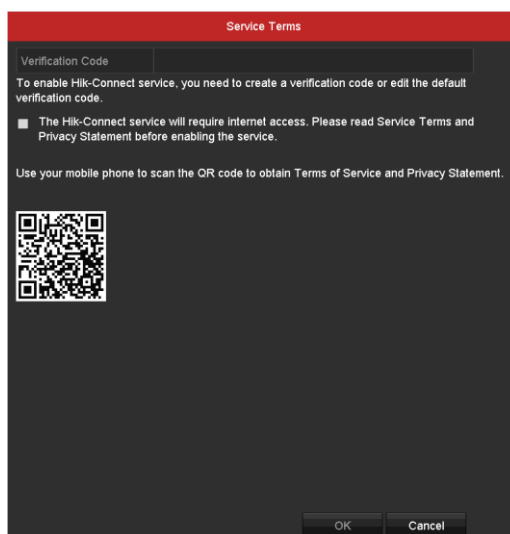 Service Terms
Verification Code
To enable Hik-Connect service, you need to create a verification code or edit the default
verification code.
The Hik-Connect service will require internet access. Please read Service Terms and
Privacy Statement before enabling the service.
Use your mobile phone to scan the QR code to obtain Terms of Service and Privacy Statement.
OK Cancel